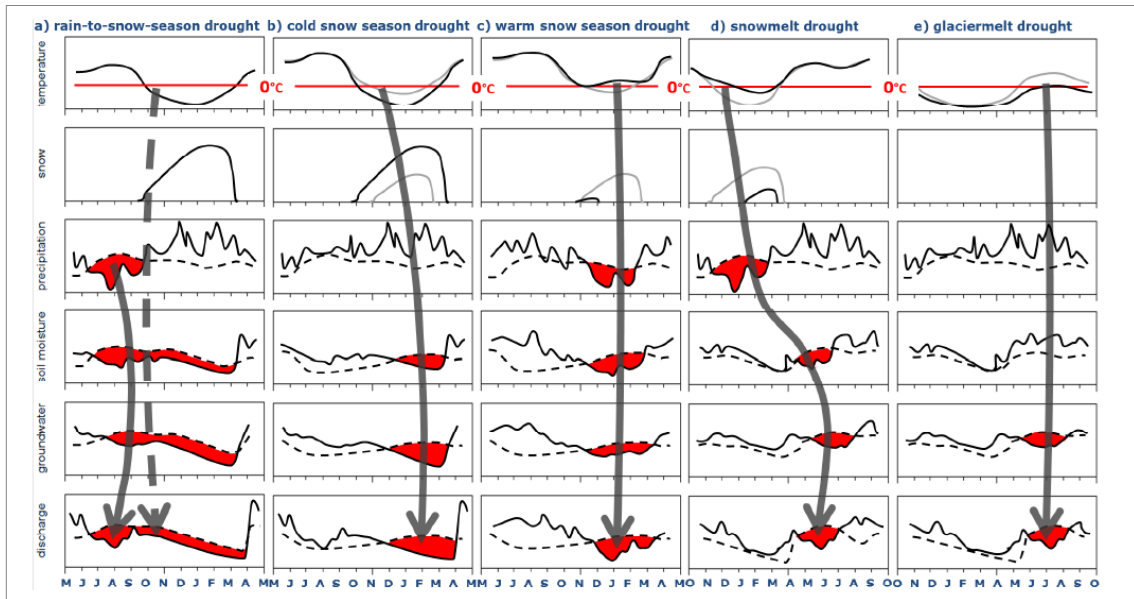 a) rain-to-snow-season drought b) cold snow season drought c) warm snow season drought d) snowmelt drought e) glaciermelt drought
temperature
0°C 0°C 0°C 0°C
snow
precipitation
soil moisture
groundwater
discharge
M J J A S O N D J F M A M J J A S O N D J F M A M J J A S O N D J F M A M O N D J F M A M J J A S O N D J F M A M J J A S O